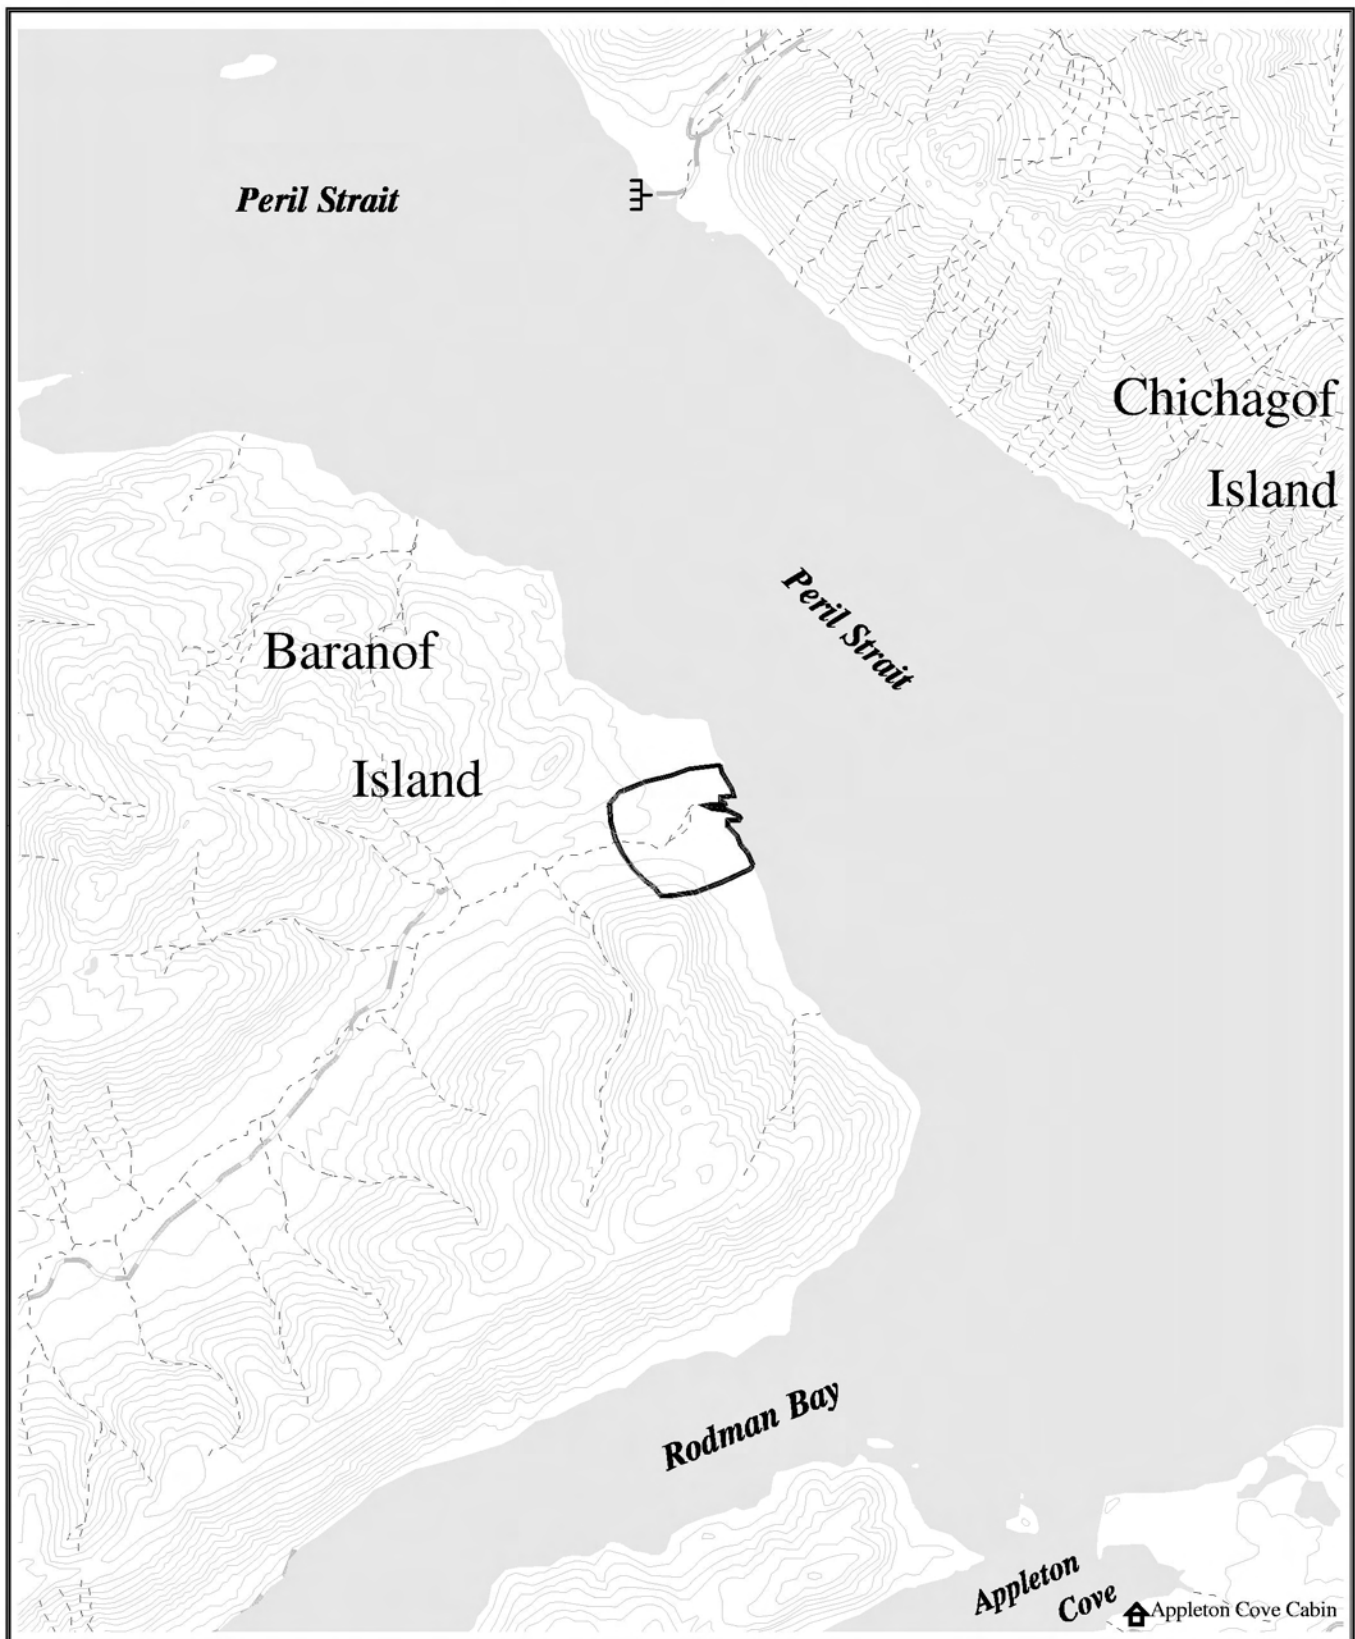 Peril Strait
Chichagof
Island
Peril Strait
Baranof
Island
Rodman Bay
Appleton
Cove
Appleton Cove Cabin